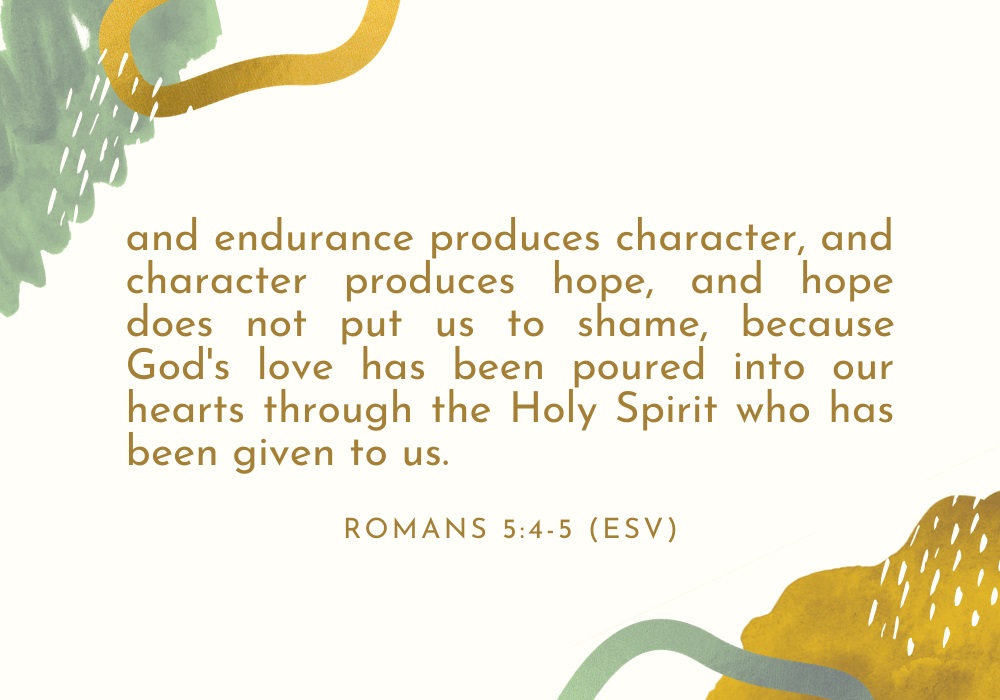 and endurance produces character, and
character produces hope, and hope
does not put us to shame, because
God's love has been poured into our
hearts through the Holy Spirit who has
been given to us.
ROMANS 5:4-5 (ESV)